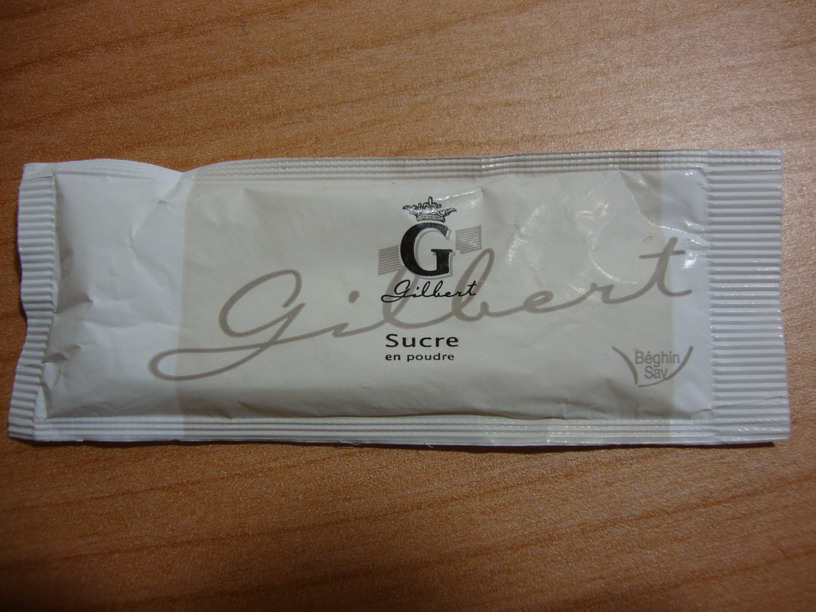 G
Gilbert
Gilbert
Sucre
en poudre
Béghin
Say